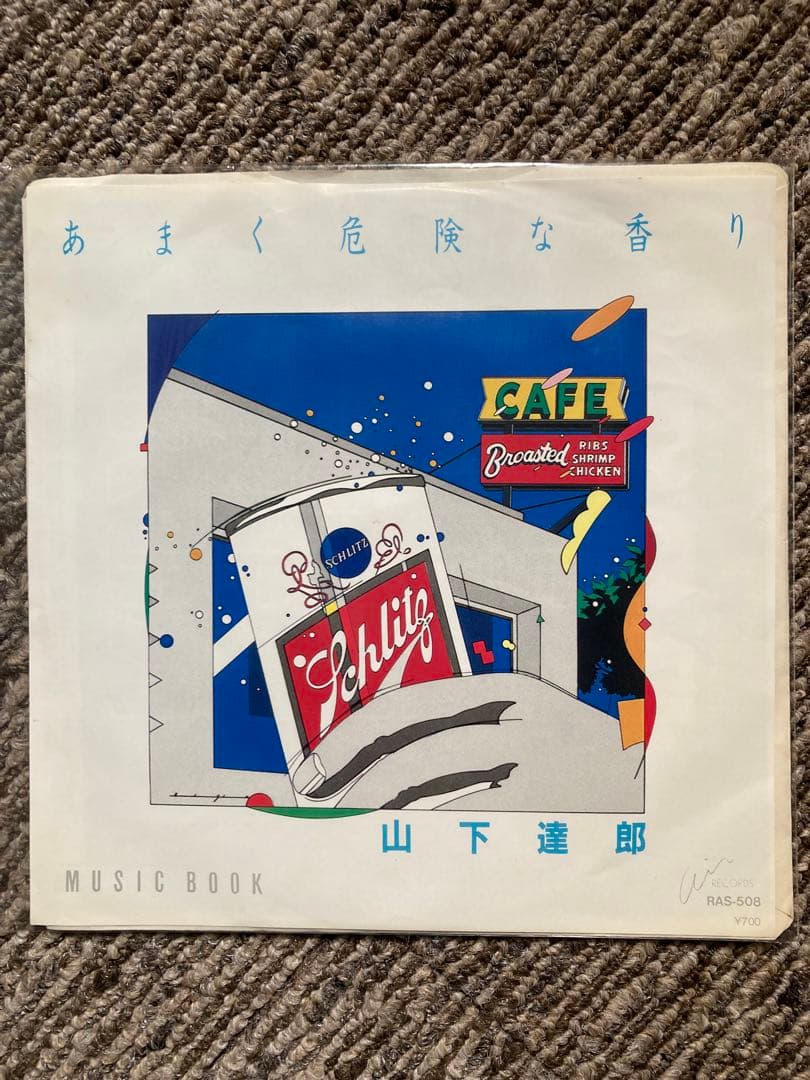 あまく危険な香り
CAFE
Broasted
RIBS
SHRIMP
CHICKEN
SCHLITZ
Schlitz
山下達郎
MUSIC BOOK
Air
RECORDS
RAS-508
¥700